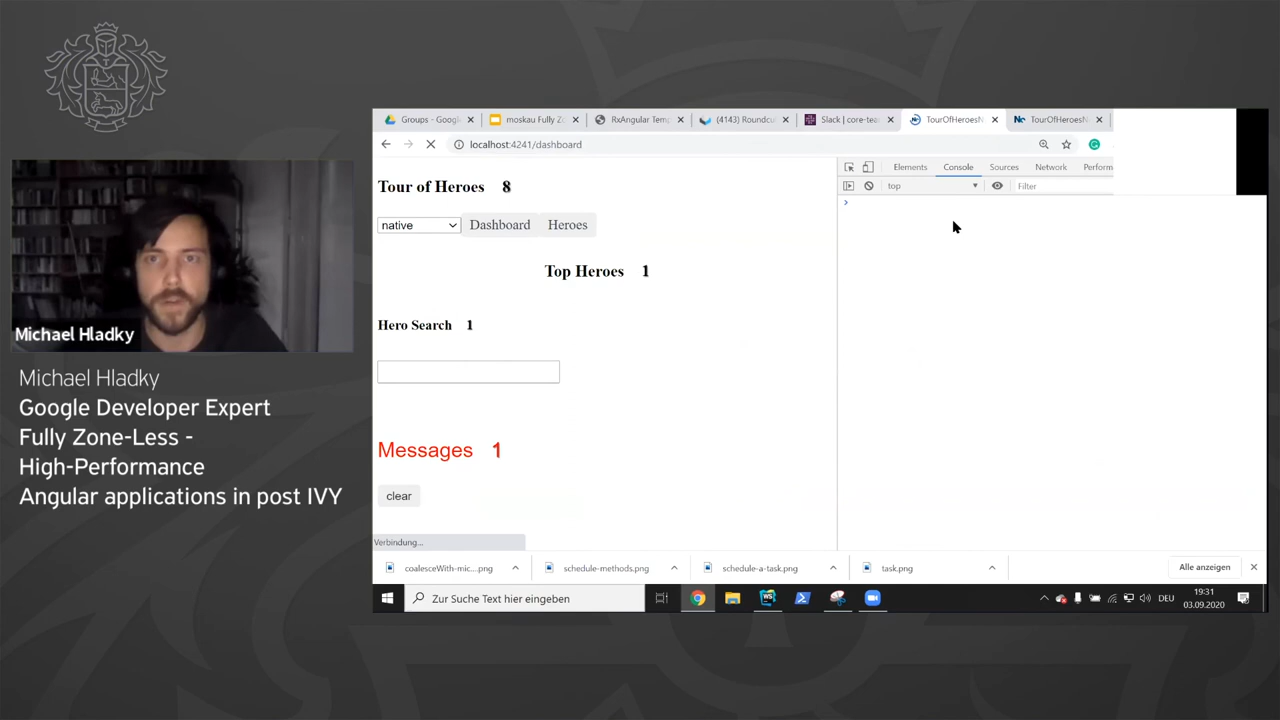 Michael Hladky
Michael Hladky
Google Developer Expert
Fully Zone-Less -
High-Performance
Angular applications in post IVY
Groups - Google
moskau Fully Zo
RxAngular Temp
(4143) Roundcu
Slack | core-tea
TourOfHeroesN
TourOfHeroesN
localhost:4241/dashboard
Tour of Heroes 8
native Dashboard Heroes
Top Heroes 1
Hero Search 1
Messages 1
clear
Verbindung...
Elements Console Sources Network Perform
top Filter
coalesceWith-mic....png schedule-methods.png schedule-a-task.png task.png Alle anzeigen
Zur Suche Text hier eingeben
DEU
19:31
03.09.2020